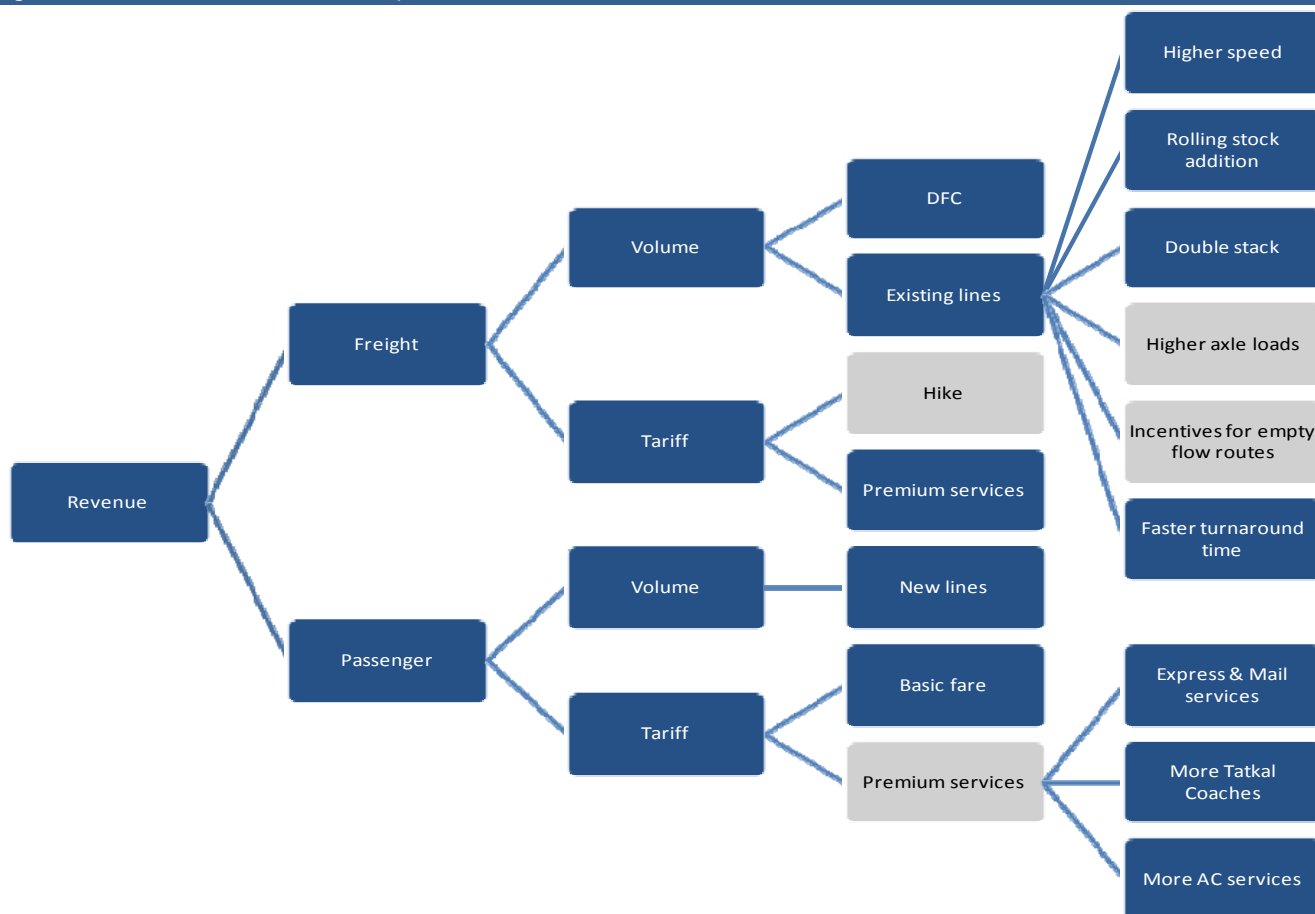 Higher speed
Rolling stock
addition
DFC
Volume
Double stack
Existing lines
Freight
Higher axle loads
Hike
Tariff
Incentives for empty
flow routes
Premium services
Revenue
Faster turnaround
time
Volume
New lines
Passenger
Basic fare
Express & Mail
services
Tariff
Premium services
More Tatkal
Coaches
More AC services